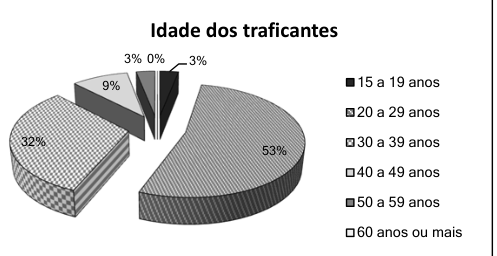 Idade dos traficantes
3% 0% 3%
9%
32%
53%
15 a 19 anos
20 a 29 anos
30 a 39 anos
40 a 49 anos
50 a 59 anos
60 anos ou mais